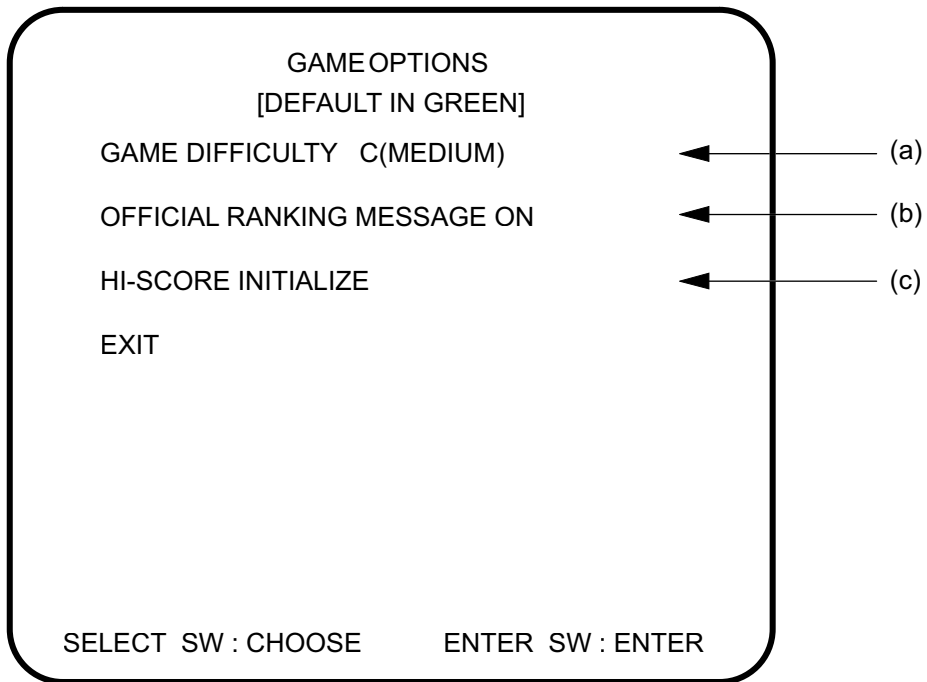 GAME OPTIONS
[DEFAULT IN GREEN]
GAME DIFFICULTY C(MEDIUM) (a)
OFFICIAL RANKING MESSAGE ON (b)
HI-SCORE INITIALIZE (c)
EXIT
SELECT SW : CHOOSE ENTER SW : ENTER